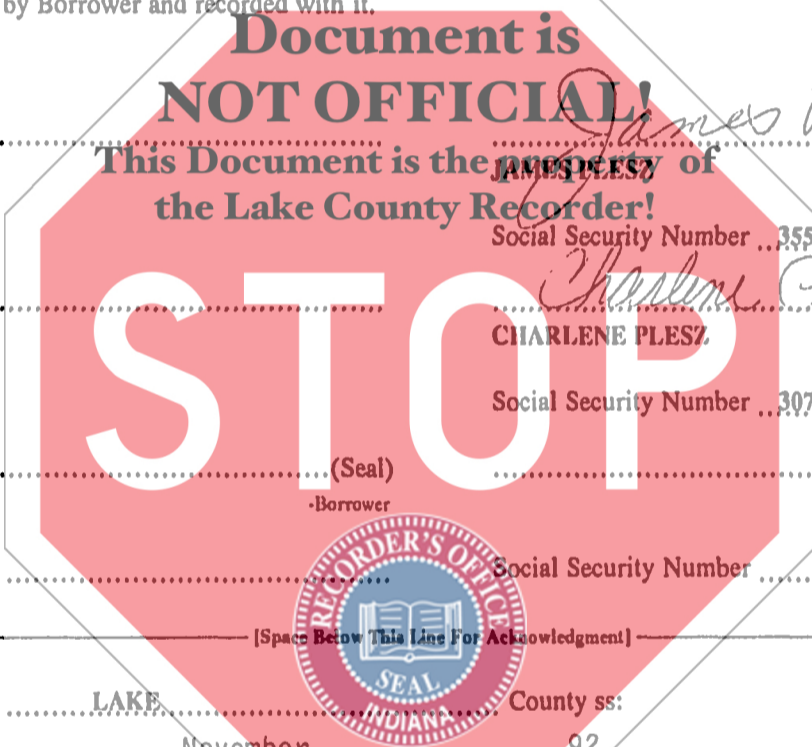 by Borrower and recorded with it.
Document is
NOT OFFICIAL!
James
This Document is the property of
JAMES PLESZ
the Lake County Recorder!
Social Security Number 355
Charlene
STOP
CHARLENE PLESZ
Social Security Number 307
(Seal)
-Borrower
RECORDER'S OFFICE
Social Security Number
[Space Below This Line For Acknowledgment]
SEAL
INDIANA
LAKE County ss:
November 92